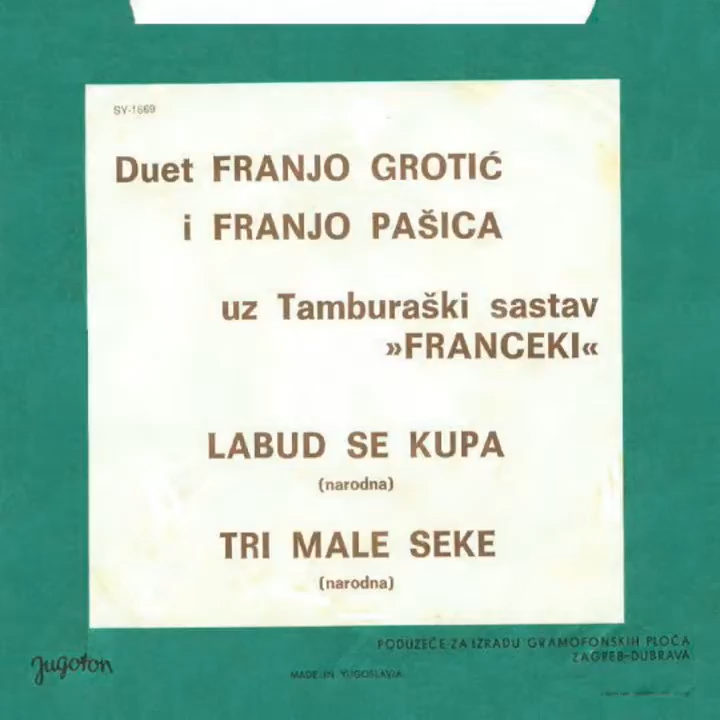 SY-1669
Duet FRANJO GROTIĆ
i FRANJO PAŠICA
uz Tamburaški sastav
»FRANCEKI«
LABUD SE KUPA
(narodna)
TRI MALE SEKE
(narodna)
PODUZEĆE ZA IZRADU GRAMOFONSKIH PLOČA
ZAGREB-DUBRAVA
Jugoton
MADE IN YUGOSLAVIA